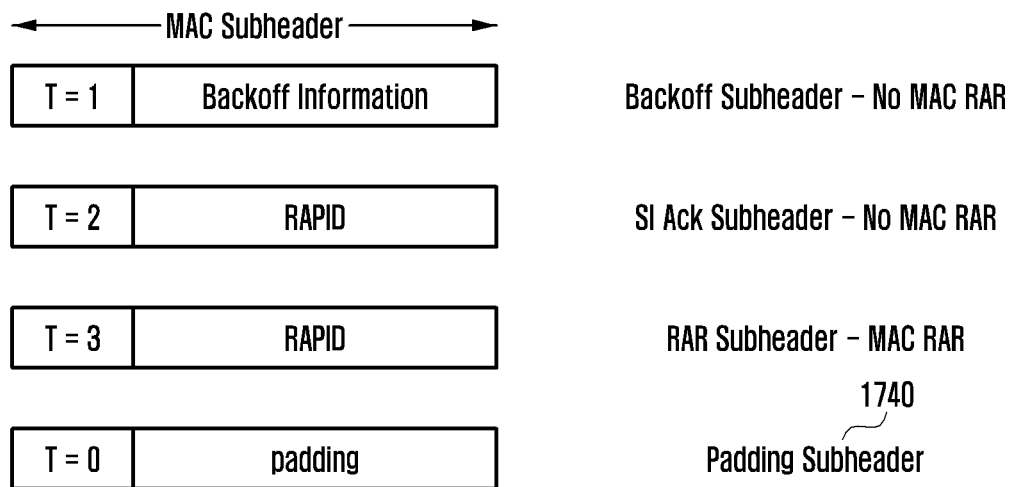 MAC Subheader
T = 1 Backoff Information Backoff Subheader – No MAC RAR
T = 2 RAPID SI Ack Subheader – No MAC RAR
T = 3 RAPID RAR Subheader – MAC RAR
1740
T = 0 padding Padding Subheader